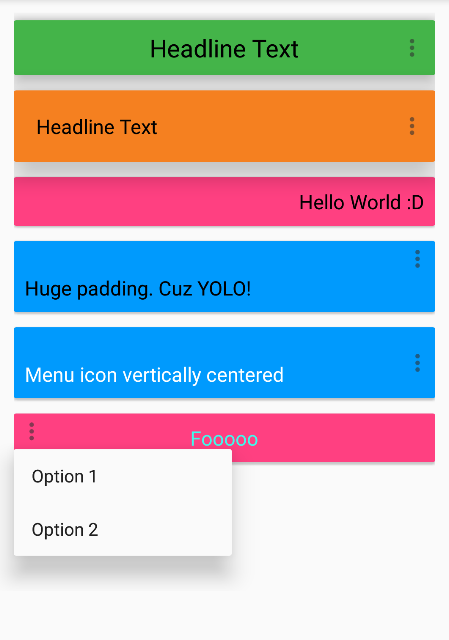 Headline Text
Headline Text
Hello World :D
Huge padding. Cuz YOLO!
Menu icon vertically centered
Fooooo
Option 1
Option 2